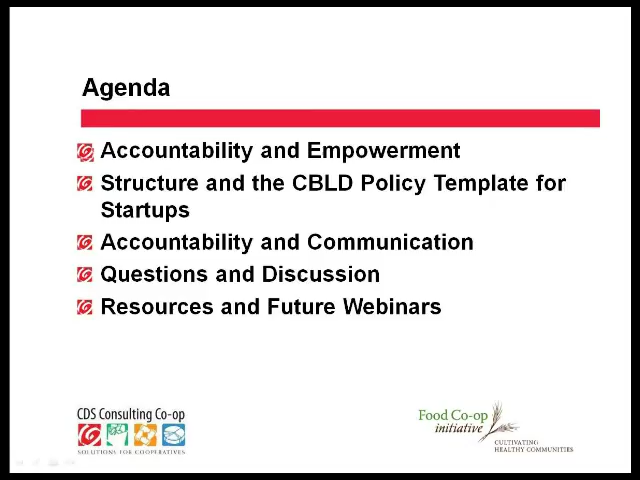 Agenda
Accountability and Empowerment
Structure and the CBLD Policy Template for
Startups
Accountability and Communication
Questions and Discussion
Resources and Future Webinars
CDS Consulting Co-op
SOLUTIONS FOR COOPERATIVES
Food Co-op
initiative
CULTIVATING
HEALTHY COMMUNITIES